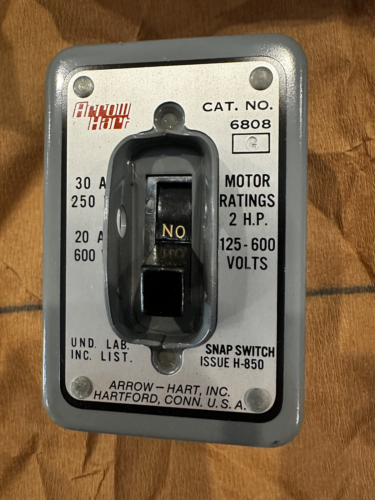 Arrow
Hart
CAT. NO.
6808
G
30 A
250 V
20 A
600 V
MOTOR
RATINGS
2 H.P.
125-600
VOLTS
NO
UND. LAB.
INC. LIST.
SNAP SWITCH
ISSUE H-850
ARROW-HART, INC.
HARTFORD, CONN. U.S.A.